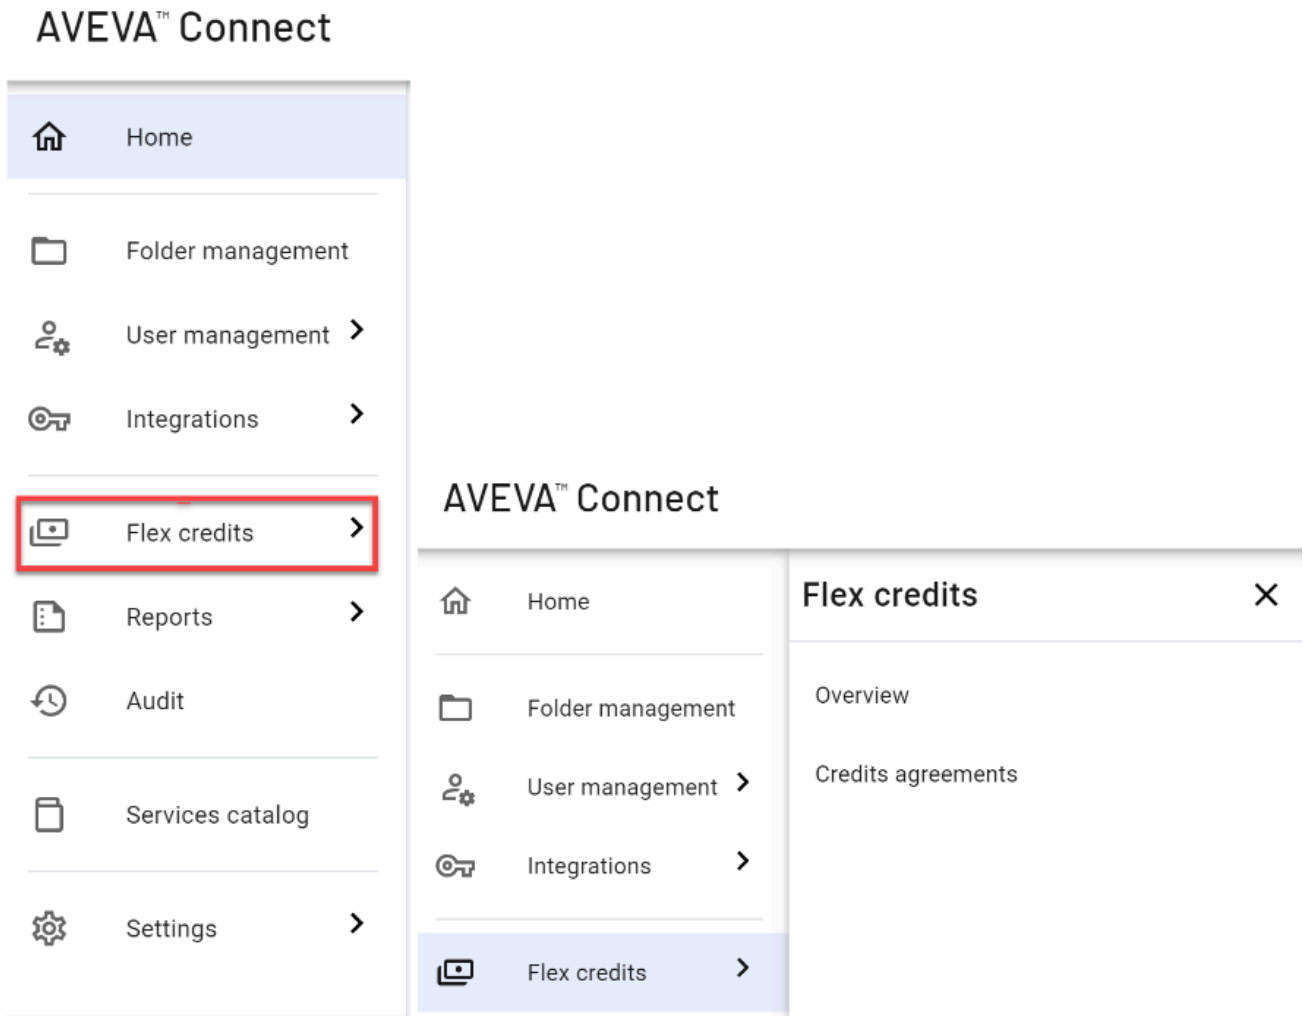 AVEVA™ Connect
Home
Folder management
User management
Integrations
Flex credits
Reports
Audit
Services catalog
Settings
AVEVA™ Connect
Home
Folder management
User management
Integrations
Flex credits
Flex credits
Overview
Credits agreements